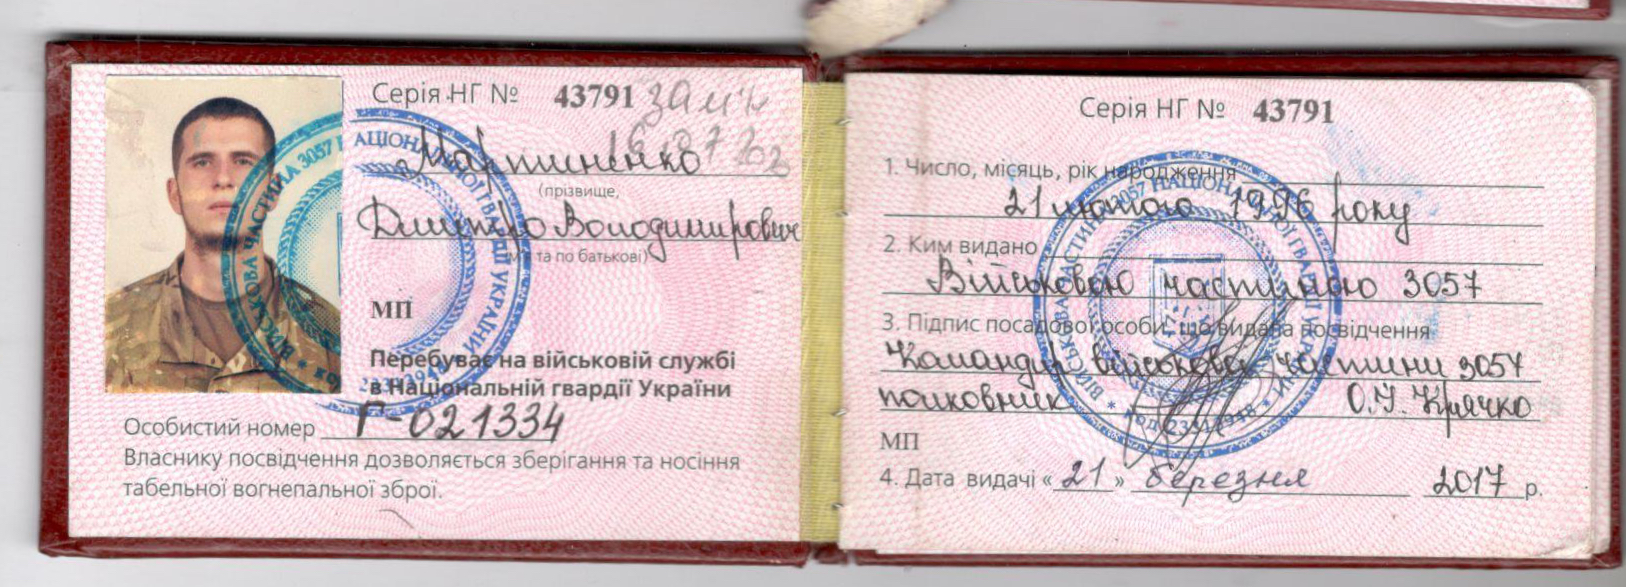 Серія НГ № 43791
Мартиненко
(прізвище,
Дмитро Володимирович
ім'я та по батькові)
МП
Перебуває на військовій службі
в Національній гвардії України
Особистий номер Г-021334
Власнику посвідчення дозволяється зберігання та носіння
табельної вогнепальної зброї.
Серія НГ № 43791
1. Число, місяць, рік народження
21 лютого 1996 року
2. Ким видано
Військовою частиною 3057
3. Підпис посадової особи, що видала посвідчення
Командир військової частини 3057
полковник О.І. Крячко
МП
4. Дата видачі « 21 » березня 2017 р.